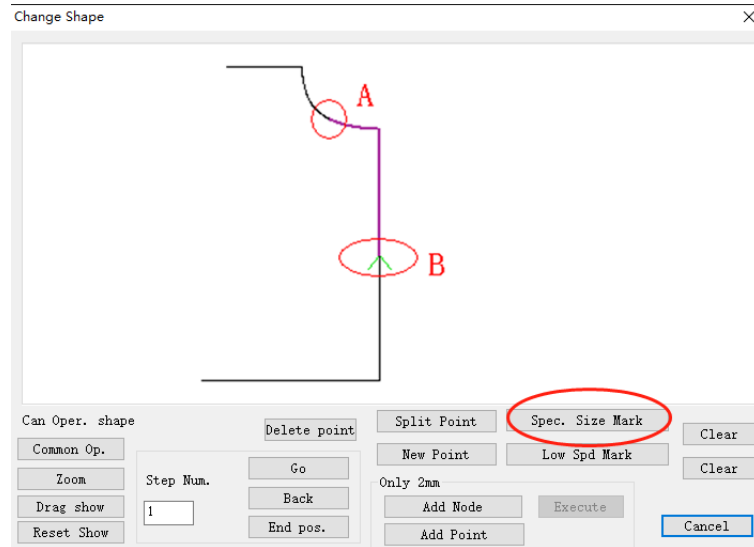 Change Shape
A
B
Can Oper. shape
Common Op.
Zoom
Drag show
Reset Show
Step Num.
1
Delete point
Go
Back
End pos.
Split Point
New Point
Spec. Size Mark
Low Spd Mark
Clear
Clear
Only 2mm
Add Node
Execute
Add Point
Cancel